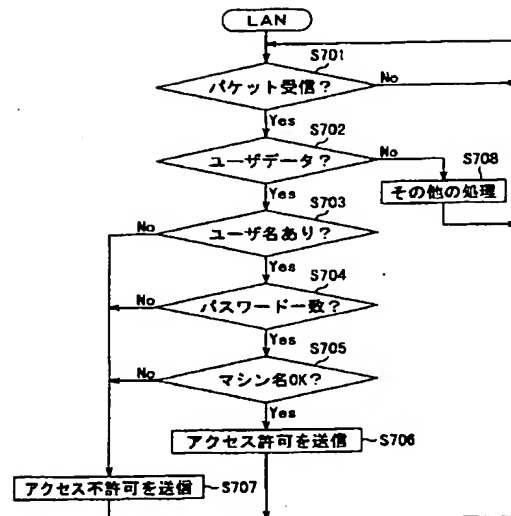 LAN
S701
パケット受信?
No
Yes
S702
ユーザデータ?
No
Yes
S708
その他の処理
S703
ユーザ名あり?
No
Yes
S704
パスワード一致?
No
Yes
S705
マシン名OK?
No
Yes
アクセス許可を送信
S706
アクセス不許可を送信
S707